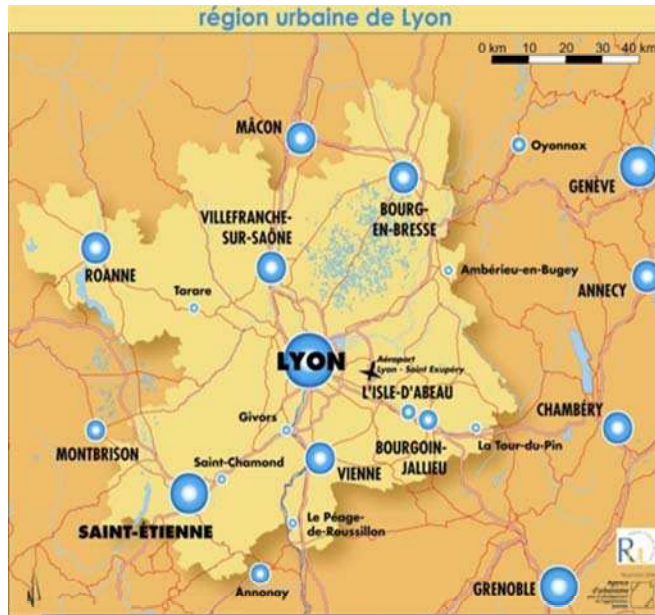 région urbaine de Lyon
0 km 10 20 30 40 km
MÂCON
Oyonnax
GENÈVE
BOURG-
EN-BRESSE
VILLEFRANCHE-
SUR-SAÔNE
ROANNE
Ambérieu-en-Bugey
ANNECY
Tarare
LYON
Aéroport
Lyon - Saint Exupéry
L'ISLE-D'ABEAU
CHAMBÉRY
Givors
MONTBRISON
BOURGOIN-
JALLIEU
La Tour-du-Pin
Saint-Chamond
VIENNE
SAINT-ÉTIENNE
Le Péage-
de-Roussillon
Annonay
GRENOBLE
Agence
d'urbanisme